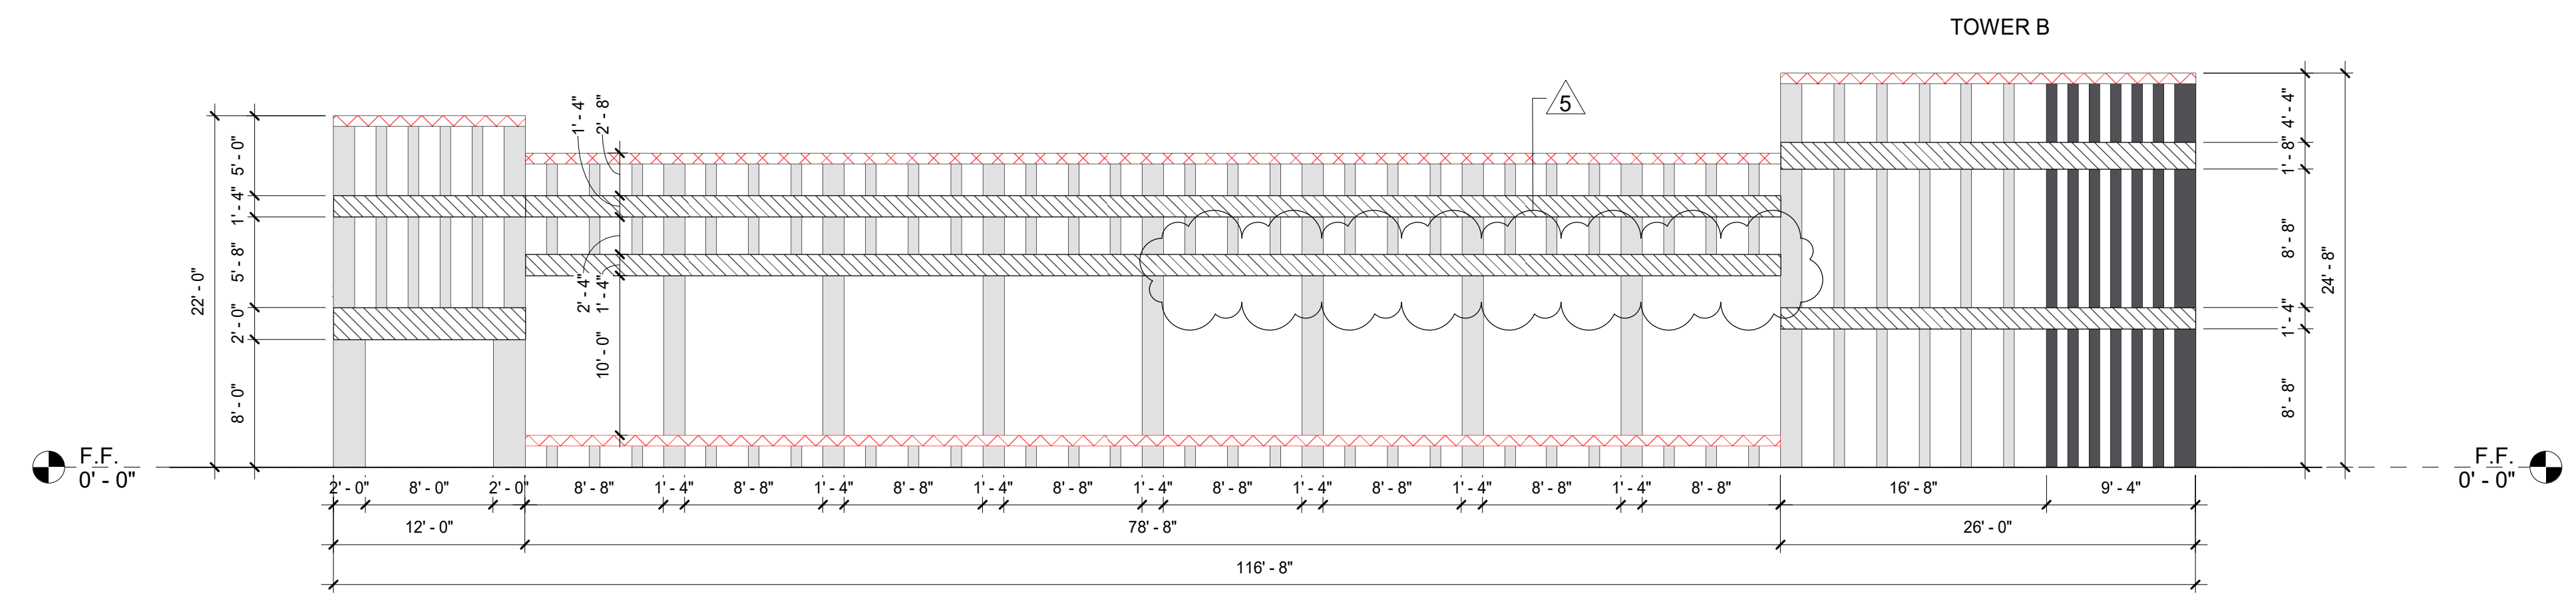 TOWER B
5
1' - 4"
2' - 8"
2' - 4"
1' - 4"
10' - 0"
22' - 0"
5' - 0"
1' - 4"
5' - 8"
2' - 0"
8' - 0"
4' - 4"
1' - 8"
8' - 8"
1' - 4"
8' - 8"
24' - 8"
F.F.
0' - 0"
F.F.
0' - 0"
2' - 0" 8' - 0" 2' - 0" 8' - 8" 1' - 4" 8' - 8" 1' - 4" 8' - 8" 1' - 4" 8' - 8" 1' - 4" 8' - 8" 1' - 4" 8' - 8" 1' - 4" 8' - 8" 1' - 4" 8' - 8" 16' - 8" 9' - 4"
12' - 0" 78' - 8" 26' - 0"
116' - 8"